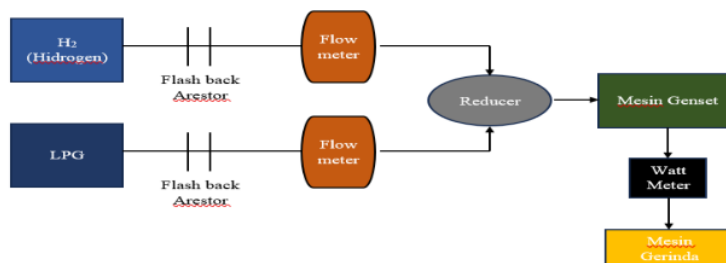 H₂
(Hidrogen)
Flash back
Arestor
Flow
meter
Reducer
Mesin Genset
LPG
Flash back
Arestor
Flow
meter
Watt
Meter
Mesin
Gerinda